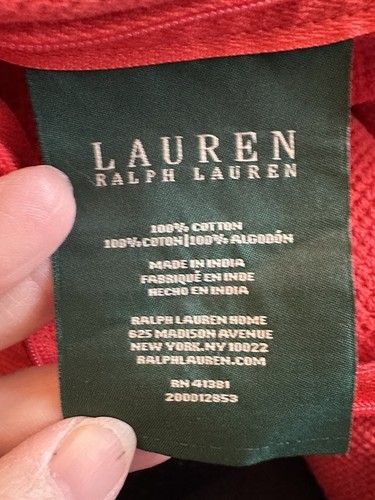 LAUREN
RALPH LAUREN
100% COTTON
100% COTON|100% ALGODÓN
MADE IN INDIA
FABRIQUÉ EN INDE
HECHO EN INDIA
RALPH LAUREN HOME
625 MADISON AVENUE
NEW YORK.NY 10022
RALPHLAUREN.COM
RN 41381
200012853